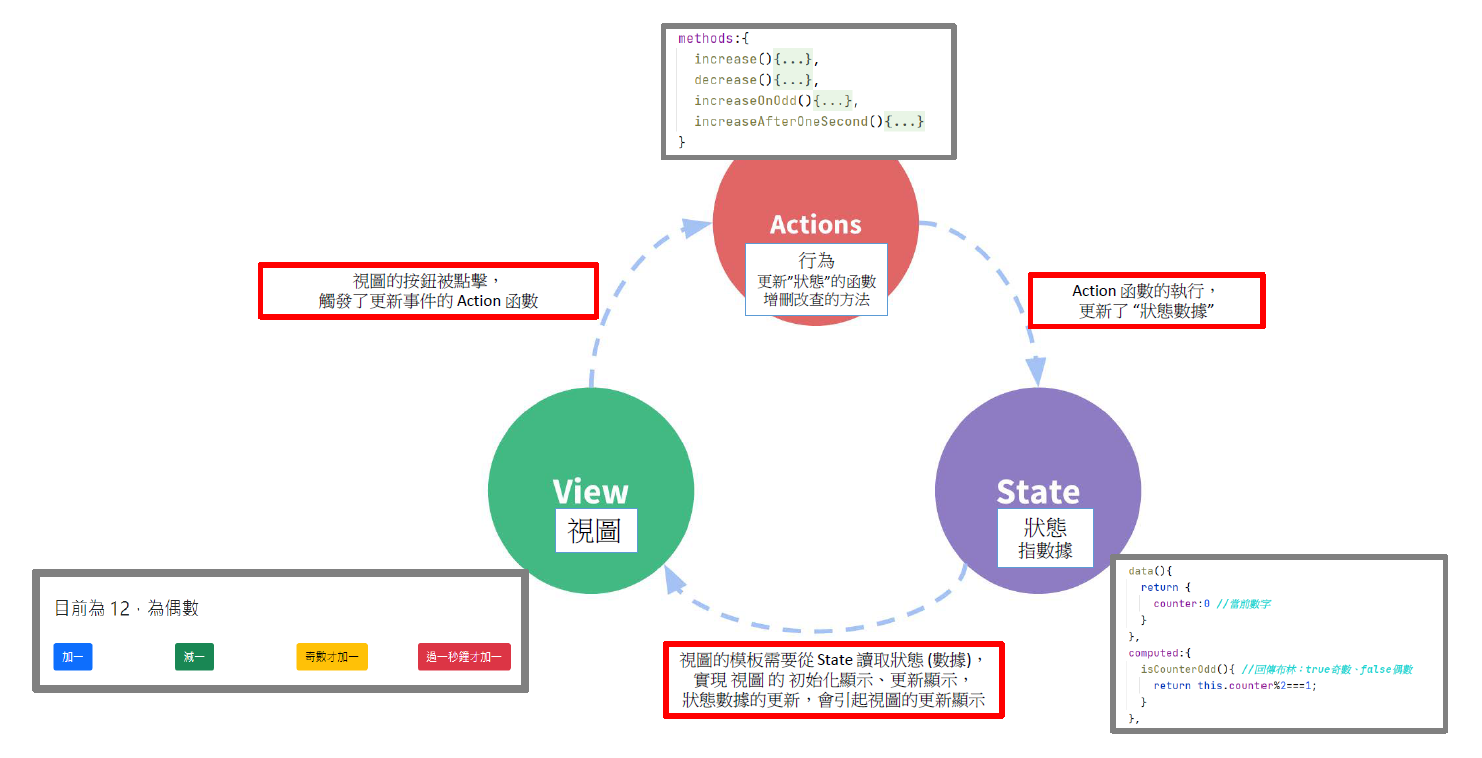 methods:{
increase(){...},
decrease(){...},
increaseOnOdd(){...},
increaseAfterOneSecond(){...}
}
Actions
行為
更新”狀態”的函數
增刪改查的方法
視圖的按鈕被點擊，
觸發了更新事件的 Action 函數
Action 函數的執行，
更新了 “狀態數據”
View
視圖
State
狀態
指數據
目前為 12，為偶數
加一
減一
奇數才加一
過一秒鐘才加一
視圖的模板需要從 State 讀取狀態 (數據)，
實現 視圖 的 初始化顯示、更新顯示，
狀態數據的更新，會引起視圖的更新顯示
data(){
return {
counter:0 //當前數字
}
},
computed:{
isCounterOdd(){ //回傳布林：true奇數、false偶數
return this.counter%2===1;
}
},